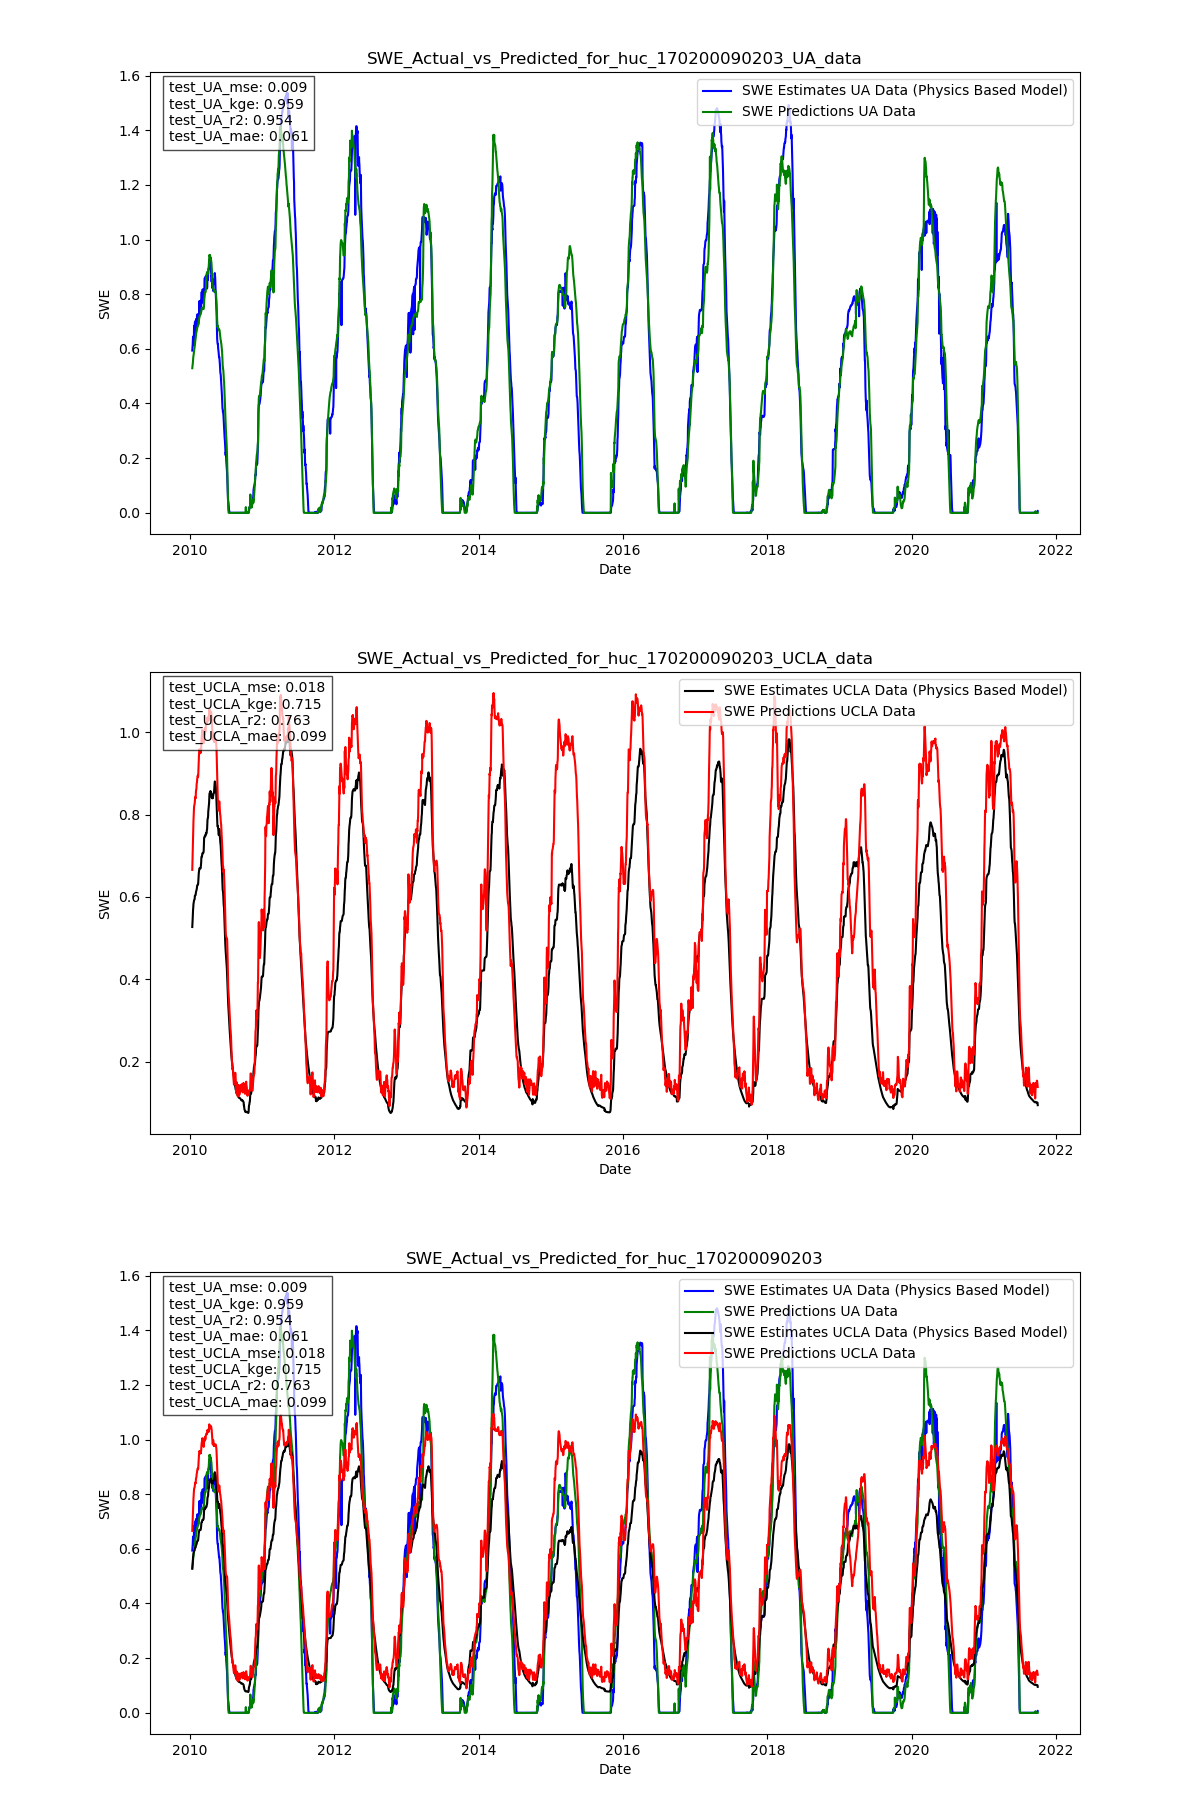 SWE_Actual_vs_Predicted_for_huc_170200090203_UA_data
test_UA_mse: 0.009
test_UA_kge: 0.959
test_UA_r2: 0.954
test_UA_mae: 0.061
SWE Estimates UA Data (Physics Based Model)
SWE Predictions UA Data
1.6
1.4
1.2
1.0
0.8
0.6
0.4
0.2
0.0
SWE
2010 2012 2014 2016 2018 2020 2022
Date
SWE_Actual_vs_Predicted_for_huc_170200090203_UCLA_data
test_UCLA_mse: 0.018
test_UCLA_kge: 0.715
test_UCLA_r2: 0.763
test_UCLA_mae: 0.099
SWE Estimates UCLA Data (Physics Based Model)
SWE Predictions UCLA Data
1.0
0.8
0.6
0.4
0.2
SWE
2010 2012 2014 2016 2018 2020 2022
Date
SWE_Actual_vs_Predicted_for_huc_170200090203
test_UA_mse: 0.009
test_UA_kge: 0.959
test_UA_r2: 0.954
test_UA_mae: 0.061
test_UCLA_mse: 0.018
test_UCLA_kge: 0.715
test_UCLA_r2: 0.763
test_UCLA_mae: 0.099
SWE Estimates UA Data (Physics Based Model)
SWE Predictions UA Data
SWE Estimates UCLA Data (Physics Based Model)
SWE Predictions UCLA Data
1.6
1.4
1.2
1.0
0.8
0.6
0.4
0.2
0.0
SWE
2010 2012 2014 2016 2018 2020 2022
Date